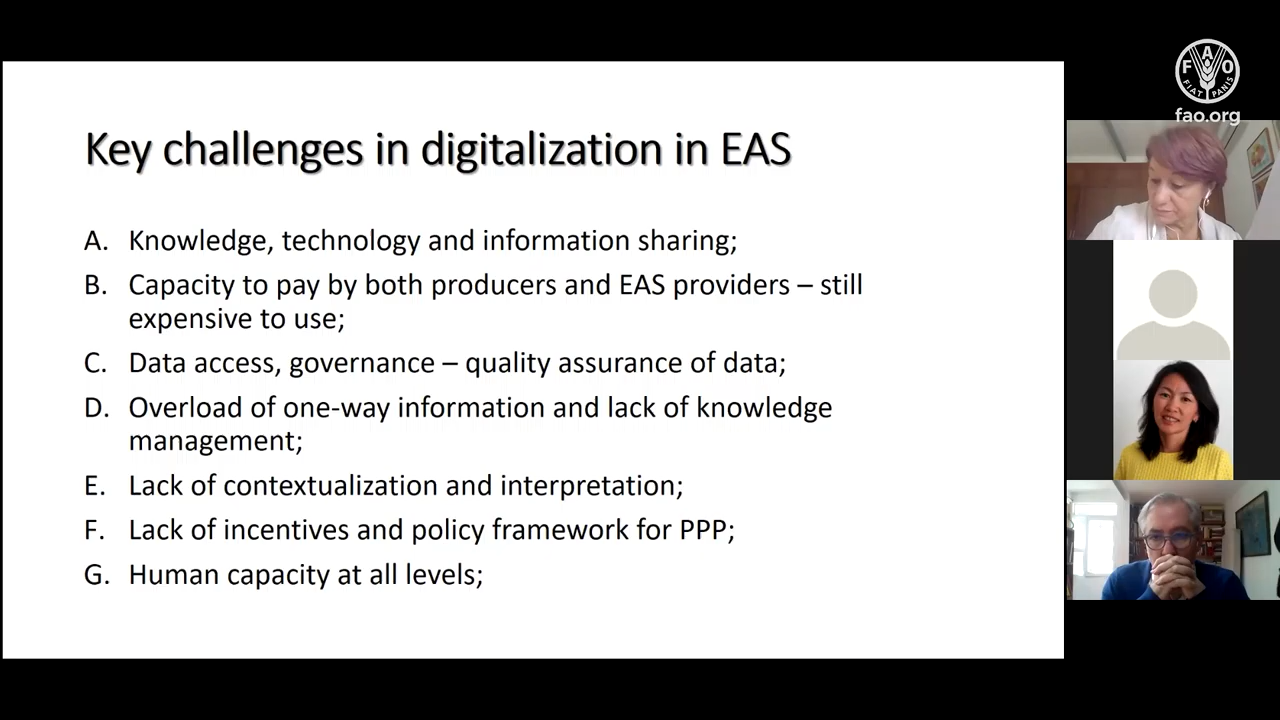 Key challenges in digitalization in EAS
A. Knowledge, technology and information sharing;
B. Capacity to pay by both producers and EAS providers – still
expensive to use;
C. Data access, governance – quality assurance of data;
D. Overload of one-way information and lack of knowledge
management;
E. Lack of contextualization and interpretation;
F. Lack of incentives and policy framework for PPP;
G. Human capacity at all levels;
F A O
FIAT PANIS
fao.org